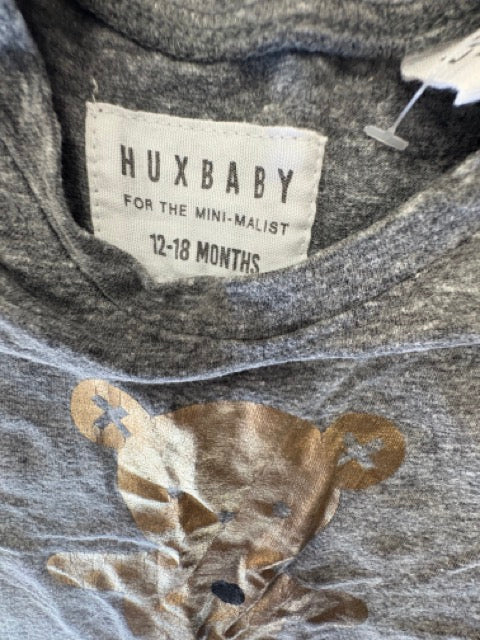 HUXBABY
FOR THE MINI-MALIST
12-18 MONTHS